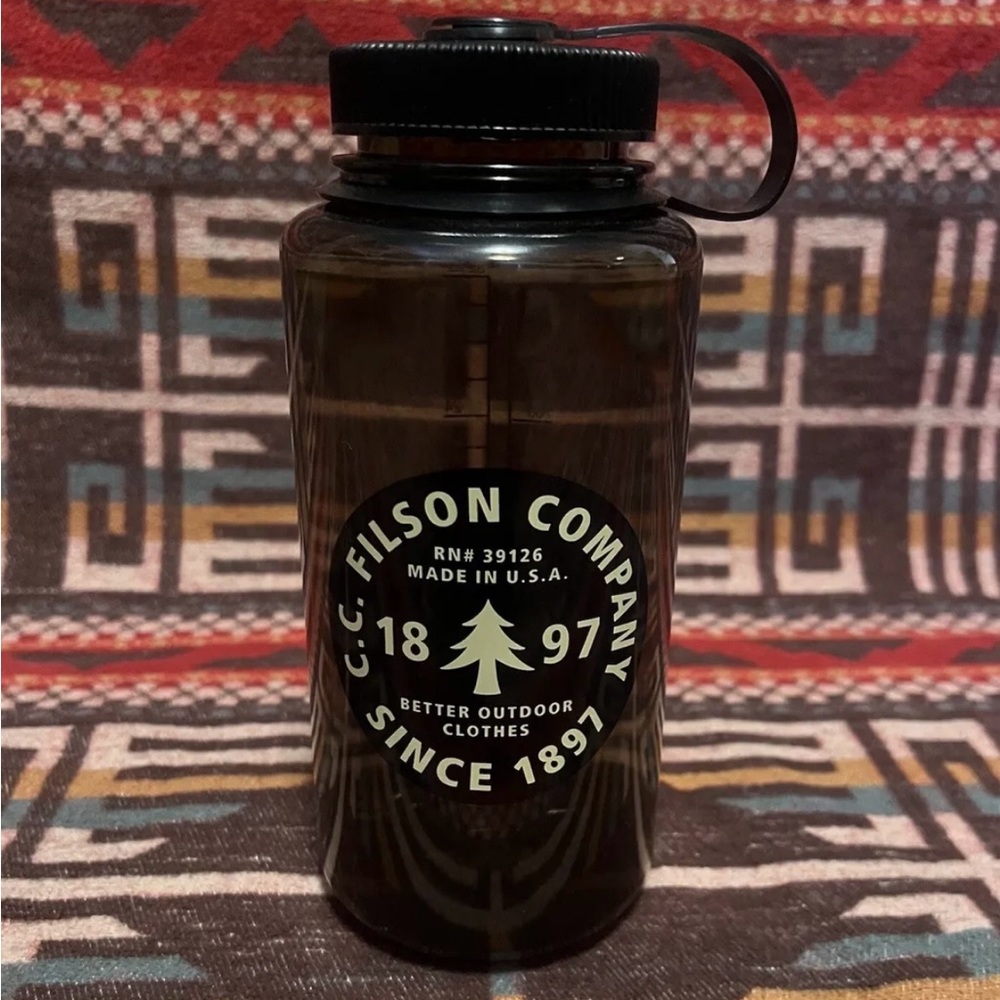 C.C. FILSON COMPANY
RN# 39126
MADE IN U.S.A.
18 97
BETTER OUTDOOR
CLOTHES
SINCE 1897